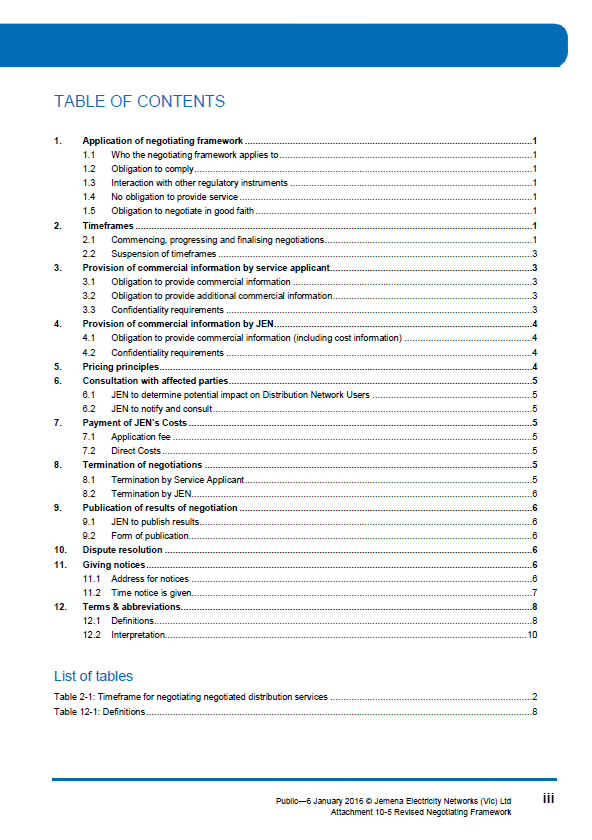 TABLE OF CONTENTS
1. Application of negotiating framework ........ 1
1.1 Who the negotiating framework applies to ........ 1
1.2 Obligation to comply ........ 1
1.3 Interaction with other regulatory instruments ........ 1
1.4 No obligation to provide service ........ 1
1.5 Obligation to negotiate in good faith ........ 1
2. Timeframes ........ 1
2.1 Commencing, progressing and finalising negotiations ........ 1
2.2 Suspension of timeframes ........ 3
3. Provision of commercial information by service applicant ........ 3
3.1 Obligation to provide commercial information ........ 3
3.2 Obligation to provide additional commercial information ........ 3
3.3 Confidentiality requirements ........ 3
4. Provision of commercial information by JEN ........ 4
4.1 Obligation to provide commercial information (including cost information) ........ 4
4.2 Confidentiality requirements ........ 4
5. Pricing principles ........ 4
6. Consultation with affected parties ........ 5
6.1 JEN to determine potential impact on Distribution Network Users ........ 5
6.2 JEN to notify and consult ........ 5
7. Payment of JEN's Costs ........ 5
7.1 Application fee ........ 5
7.2 Direct Costs ........ 5
8. Termination of negotiations ........ 5
8.1 Termination by Service Applicant ........ 5
8.2 Termination by JEN ........ 6
9. Publication of results of negotiation ........ 6
9.1 JEN to publish results ........ 6
9.2 Form of publication ........ 6
10. Dispute resolution ........ 6
11. Giving notices ........ 6
11.1 Address for notices ........ 6
11.2 Time notice is given ........ 7
12. Terms & abbreviations ........ 8
12.1 Definitions ........ 8
12.2 Interpretation ........ 10
List of tables
Table 2-1: Timeframe for negotiating negotiated distribution services ........ 2
Table 12-1: Definitions ........ 8
Public—6 January 2016 © Jemena Electricity Networks (Vic) Ltd iii
Attachment 10-5 Revised Negotiating Framework